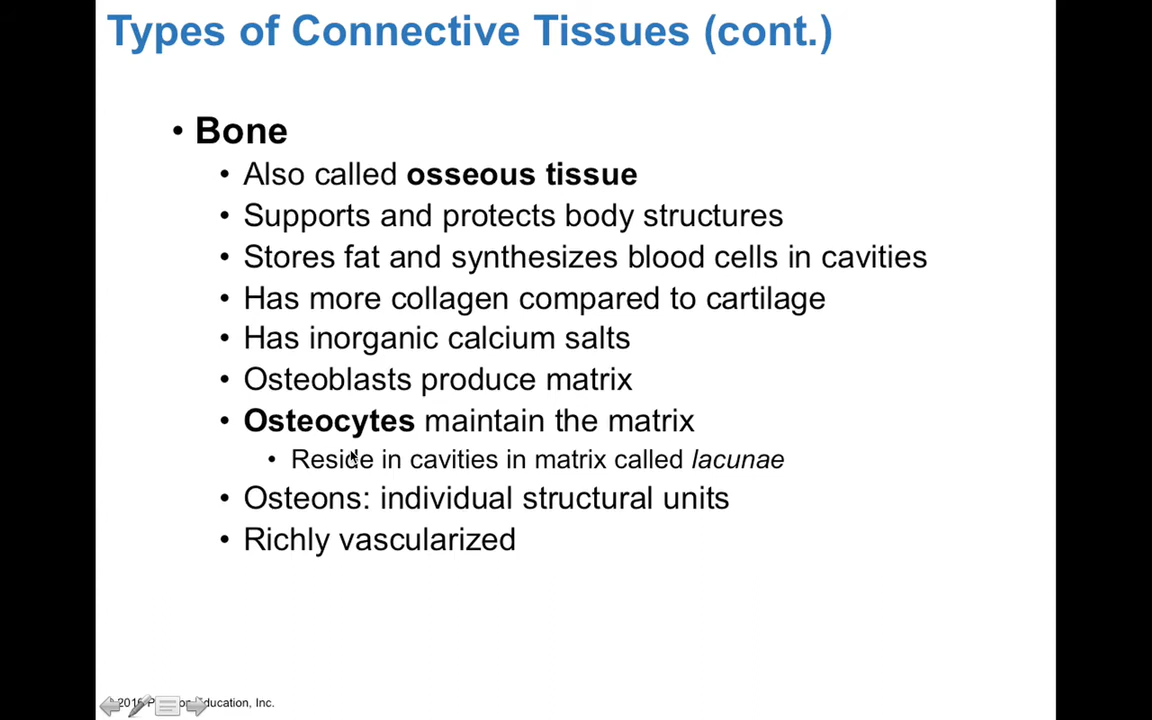 Types of Connective Tissues (cont.)
• Bone
• Also called osseous tissue
• Supports and protects body structures
• Stores fat and synthesizes blood cells in cavities
• Has more collagen compared to cartilage
• Has inorganic calcium salts
• Osteoblasts produce matrix
• Osteocytes maintain the matrix
• Reside in cavities in matrix called lacunae
• Osteons: individual structural units
• Richly vascularized
Education, Inc.